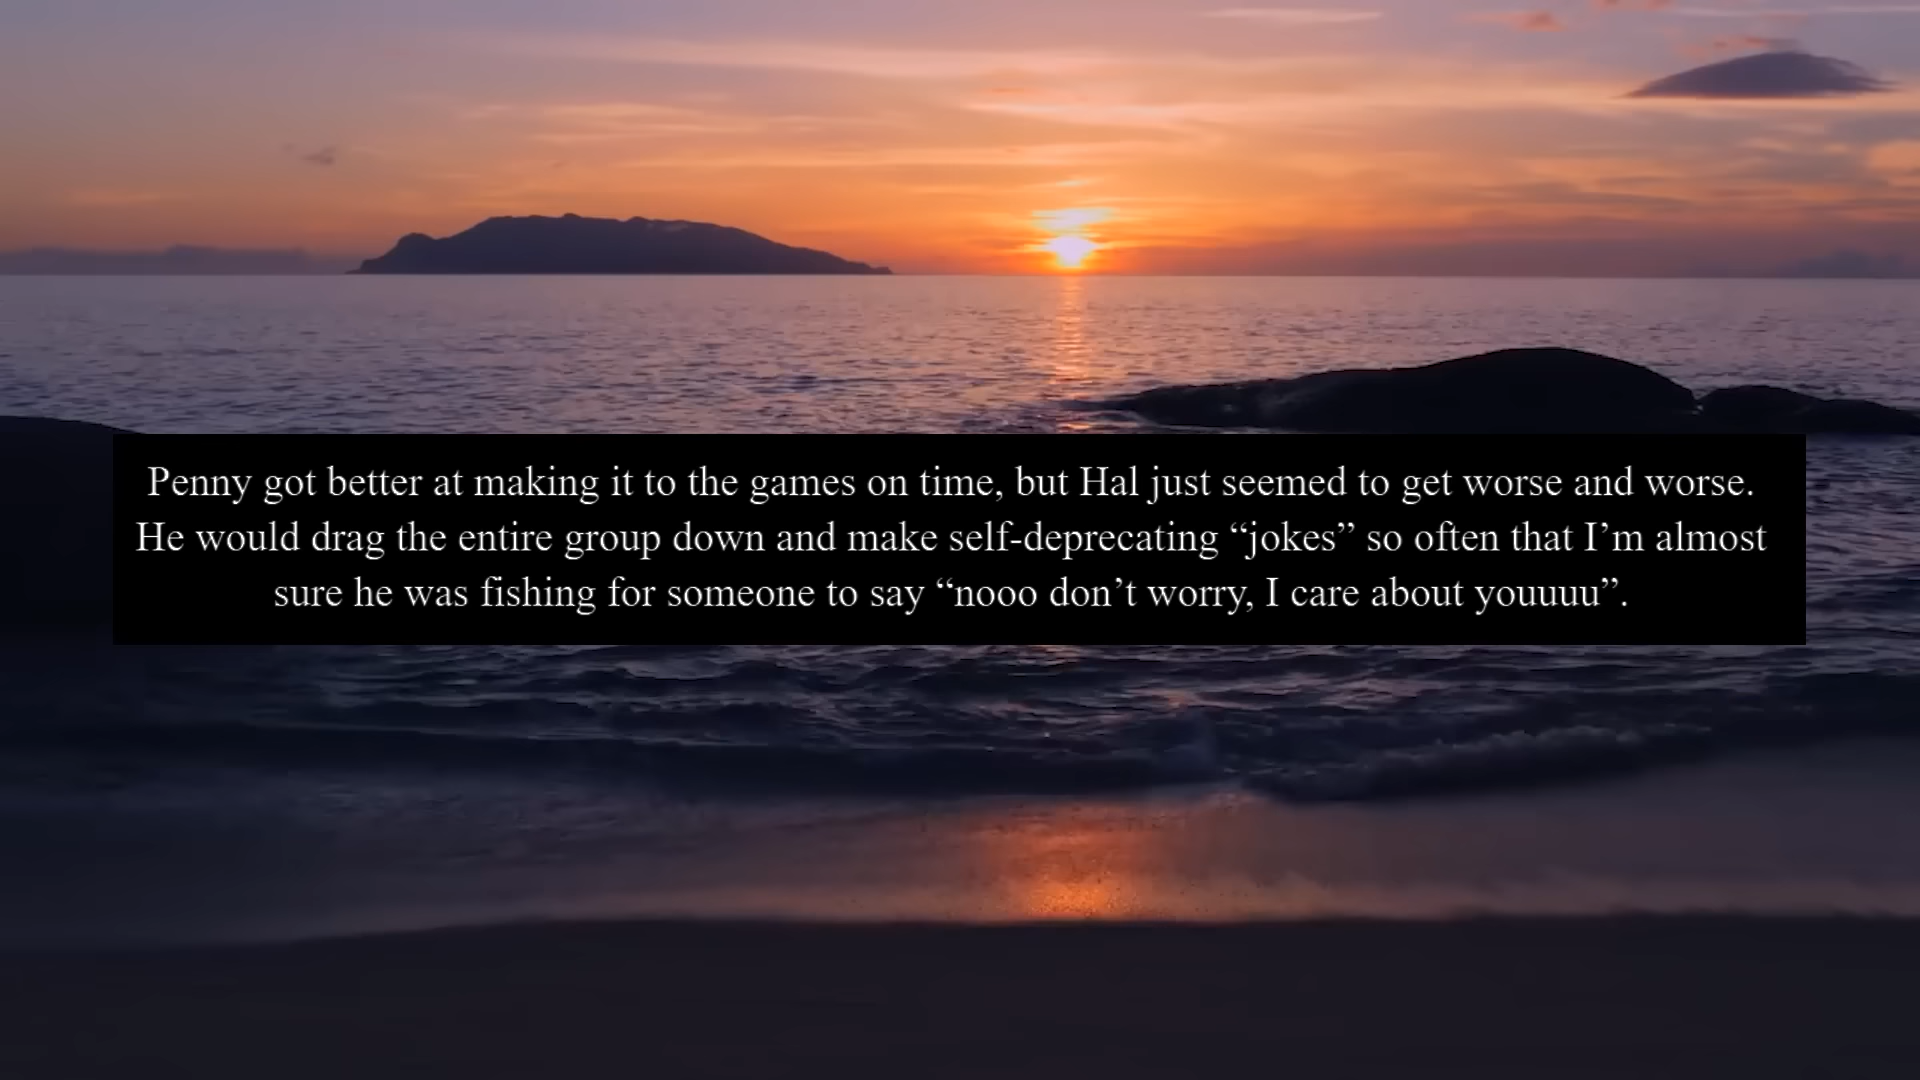 Penny got better at making it to the games on time, but Hal just seemed to get worse and worse.
He would drag the entire group down and make self-deprecating “jokes” so often that I’m almost
sure he was fishing for someone to say “nooo don’t worry, I care about youuuu”.